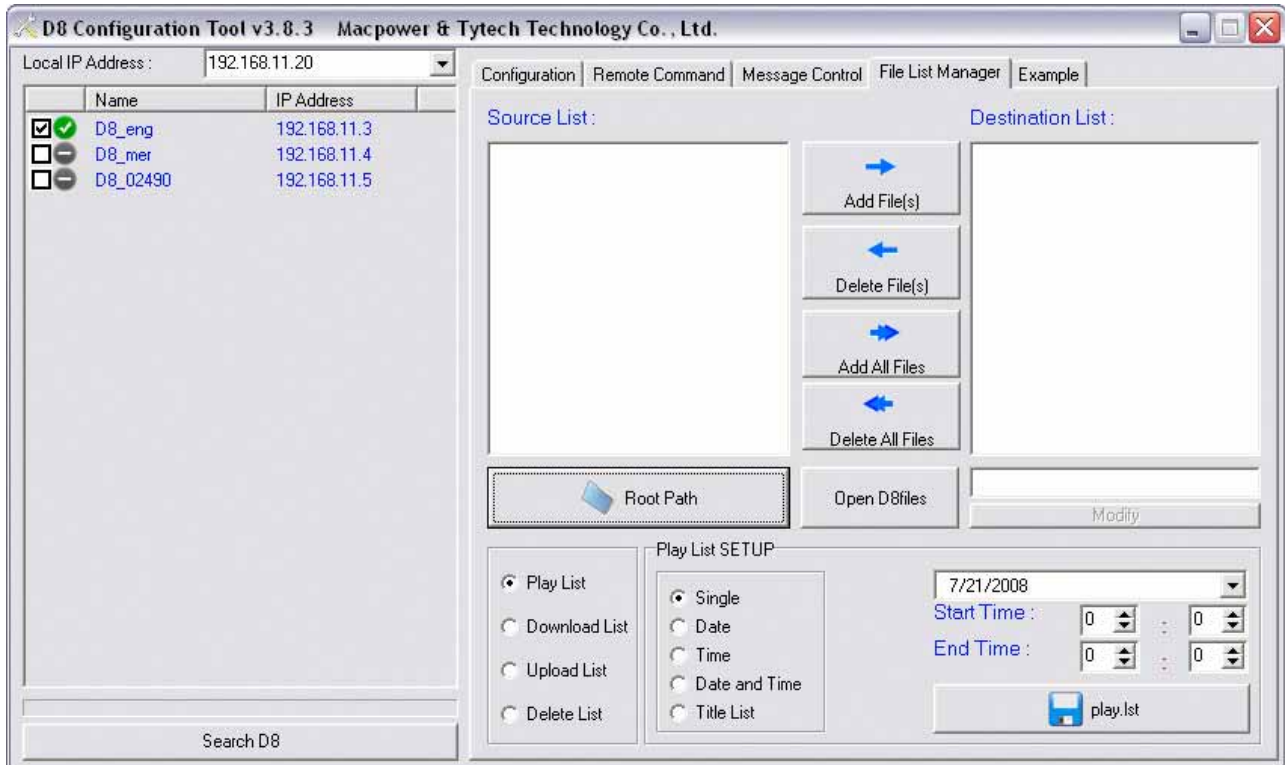 D8 Configuration Tool v3.8.3 Macpower & Tytech Technology Co., Ltd.
Local IP Address : 192.168.11.20
Name IP Address
D8_eng 192.168.11.3
D8_mer 192.168.11.4
D8_02490 192.168.11.5
Search D8
Configuration Remote Command Message Control File List Manager Example
Source List :
Destination List :
Add File(s)
Delete File(s)
Add All Files
Delete All Files
Root Path
Open D8files
Modify
Play List
Download List
Upload List
Delete List
Play List SETUP
Single
Date
Time
Date and Time
Title List
7/21/2008
Start Time : 0 : 0
End Time : 0 : 0
play.lst